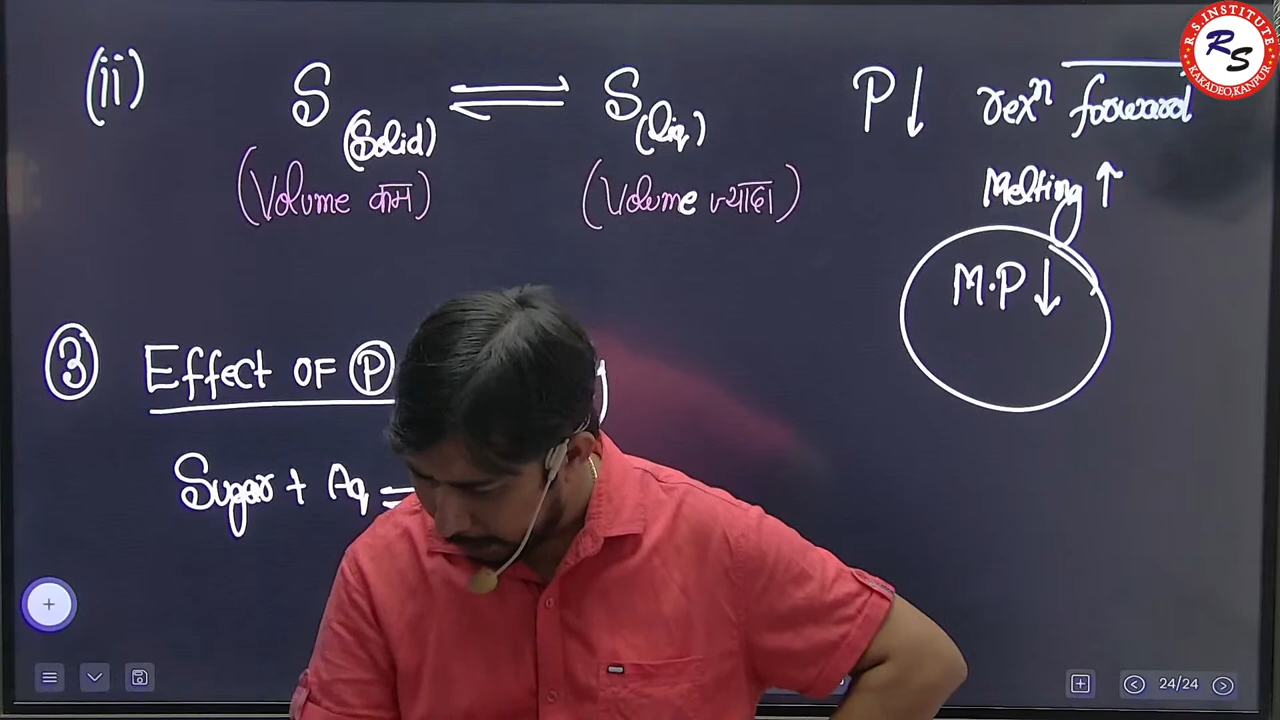 (ii) S(Solid) ⇌ S(liq) P↓ rexⁿ forward
(Volume कम) (Volume ज्यादा) Melting ↑
M.P↓
③ Effect OF Ⓟ
Sugar + Aq
R.S.INSTITUTE
RS
KAKADEO,KANPUR
24/24